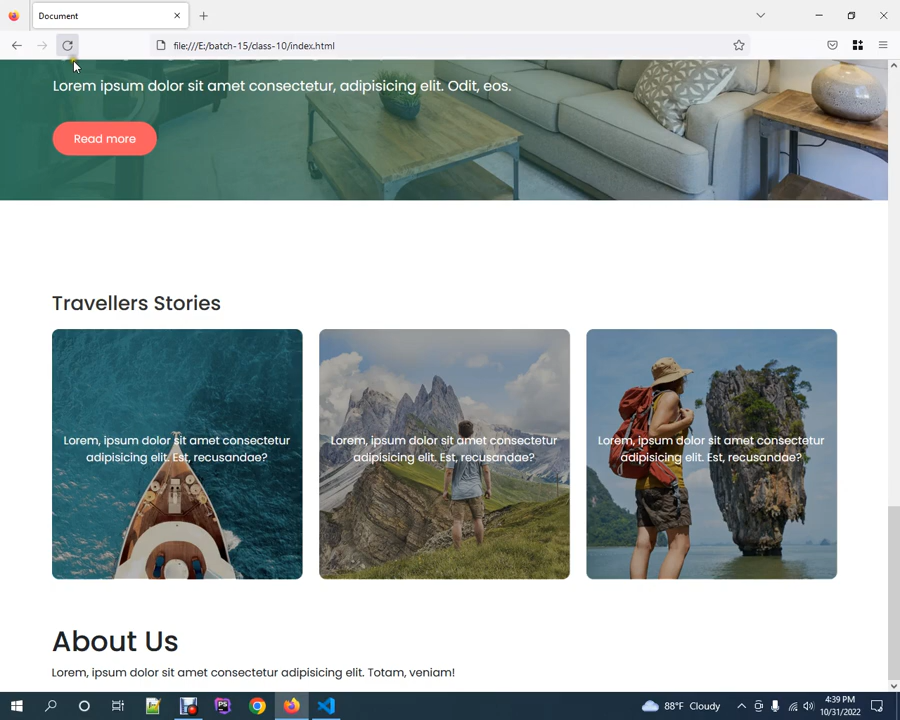 Document
file:///E:/batch-15/class-10/index.html
Lorem ipsum dolor sit amet consectetur, adipisicing elit. Odit, eos.
Read more
Travellers Stories
Lorem, ipsum dolor sit amet consectetur
adipisicing elit. Est, recusandae?
Lorem, ipsum dolor sit amet consectetur
adipisicing elit. Est, recusandae?
Lorem, ipsum dolor sit amet consectetur
adipisicing elit. Est, recusandae?
About Us
Lorem, ipsum dolor sit amet consectetur adipisicing elit. Totam, veniam!
PS
88°F Cloudy
4:39 PM
10/31/2022